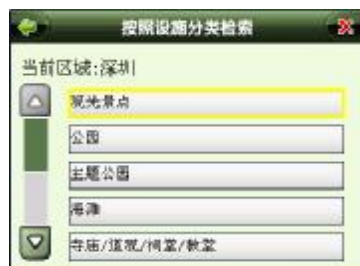 按照设施分类检索
当前区域:深圳
观光景点
公园
主题公园
海滩
寺庙/道观/祠堂/教堂